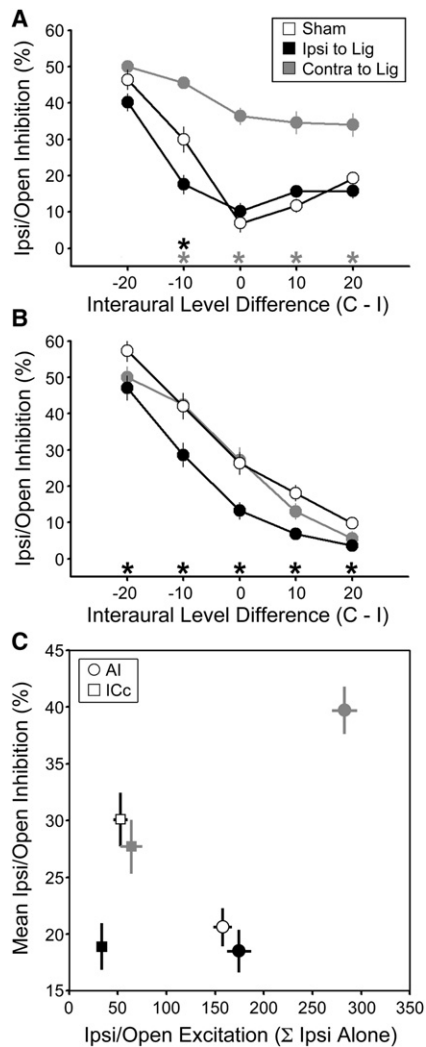 A
Ipsi/Open Inhibition (%)
60
50
40
30
20
10
0
Sham
Ipsi to Lig
Contra to Lig
*
* * * *
-20 -10 0 10 20
Interaural Level Difference (C - I)
B
Ipsi/Open Inhibition (%)
60
50
40
30
20
10
0
* * * * *
-20 -10 0 10 20
Interaural Level Difference (C - I)
C
Mean Ipsi/Open Inhibition (%)
45
40
35
30
25
20
15
AI
ICc
0 50 100 150 200 250 300 350
Ipsi/Open Excitation (Σ Ipsi Alone)